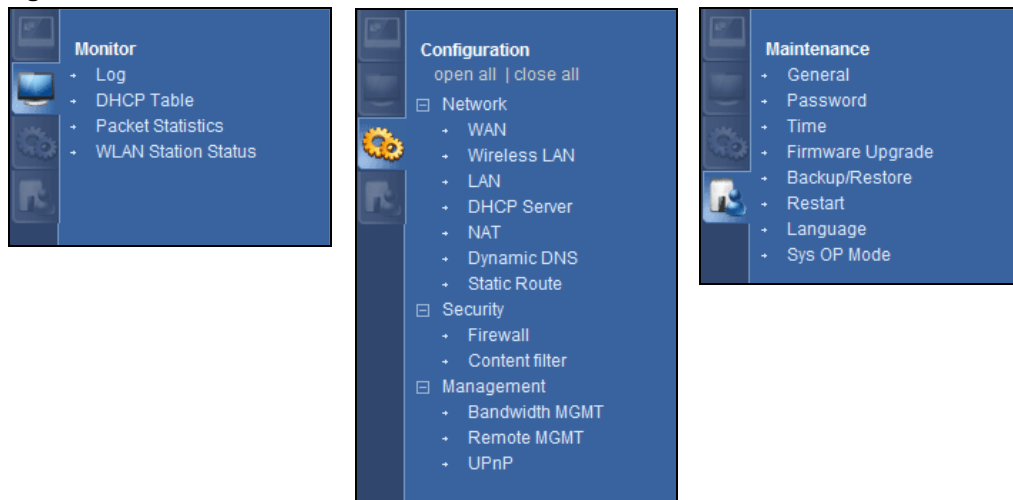 Monitor
Log
DHCP Table
Packet Statistics
WLAN Station Status
Configuration
open all | close all
Network
WAN
Wireless LAN
LAN
DHCP Server
NAT
Dynamic DNS
Static Route
Security
Firewall
Content filter
Management
Bandwidth MGMT
Remote MGMT
UPnP
Maintenance
General
Password
Time
Firmware Upgrade
Backup/Restore
Restart
Language
Sys OP Mode